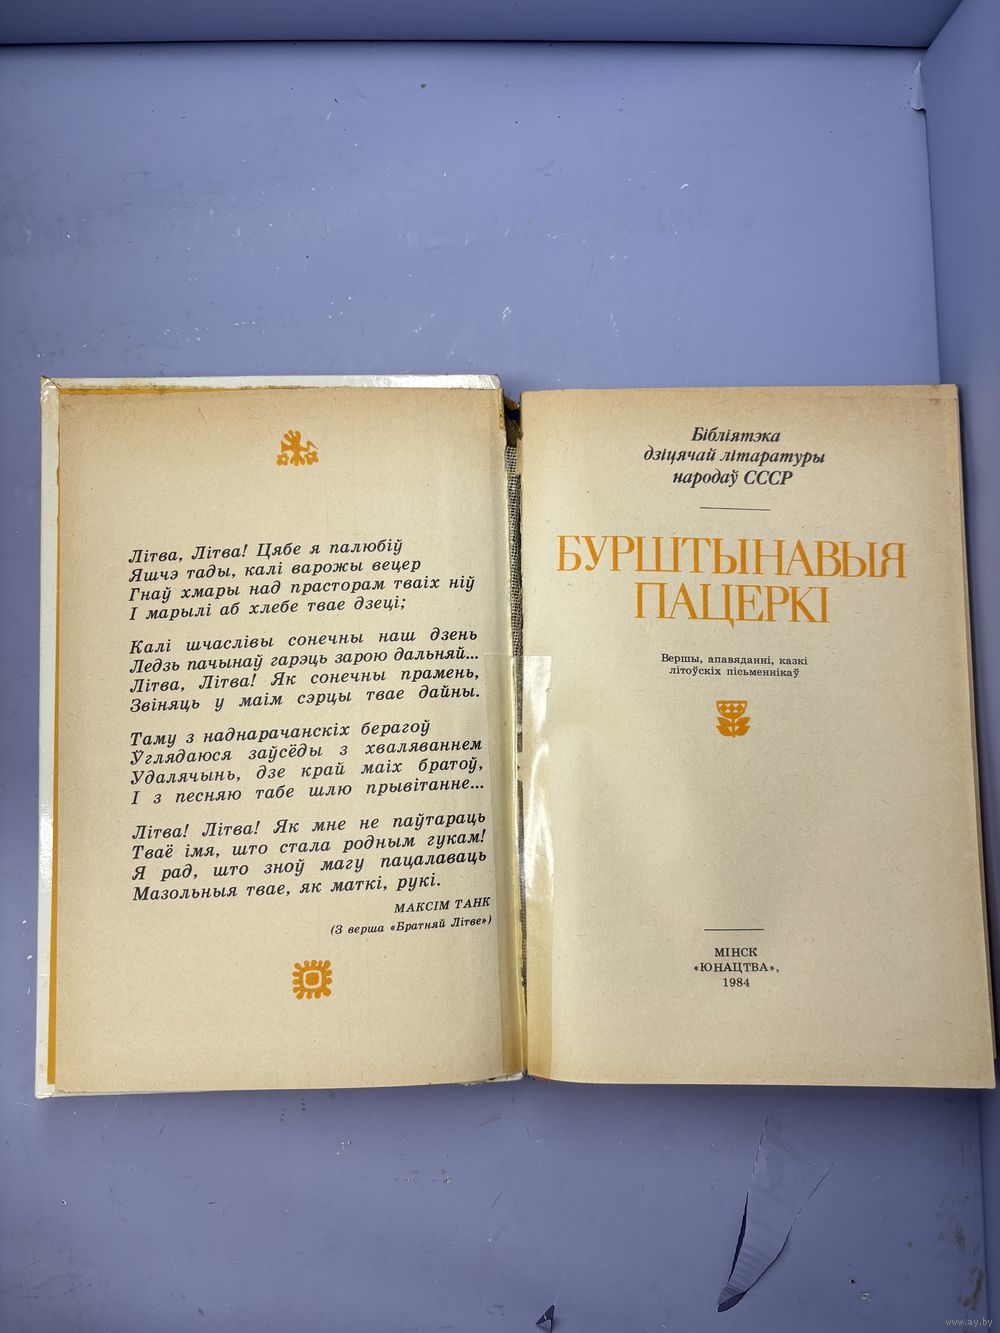 Літва, Літва! Цябе я палюбіў
Яшчэ тады, калі варожы вецер
Гнаў хмары над прасторам тваіх ніў
І марылі аб хлебе твае дзеці;
Калі шчаслівы сонечны наш дзень
Ледзь пачынаў гарэць зарою дальняй...
Літва, Літва! Як сонечны прамень,
Звіняць у маім сэрцы твае дайны.
Таму з наднарачанскіх берагоў
Ўглядаюся заўсёды з хваляваннем
Удалячынь, дзе край маіх братоў,
І з песняю табе шлю прывітанне...
Літва! Літва! Як мне не паўтараць
Тваё імя, што стала родным гукам!
Я рад, што зноў магу пацалаваць
Мазольныя твае, як маткі, рукі.
МАКСІМ ТАНК
(З верша «Братняй Літве»)
Бібліятэка
дзіцячай літаратуры
народаў СССР
БУРШТЫНАВЫЯ
ПАЦЕРКІ
Вершы, апавяданні, казкі
літоўскіх пісьменнікаў
МІНСК
«ЮНАЦТВА»,
1984
www.ay.by